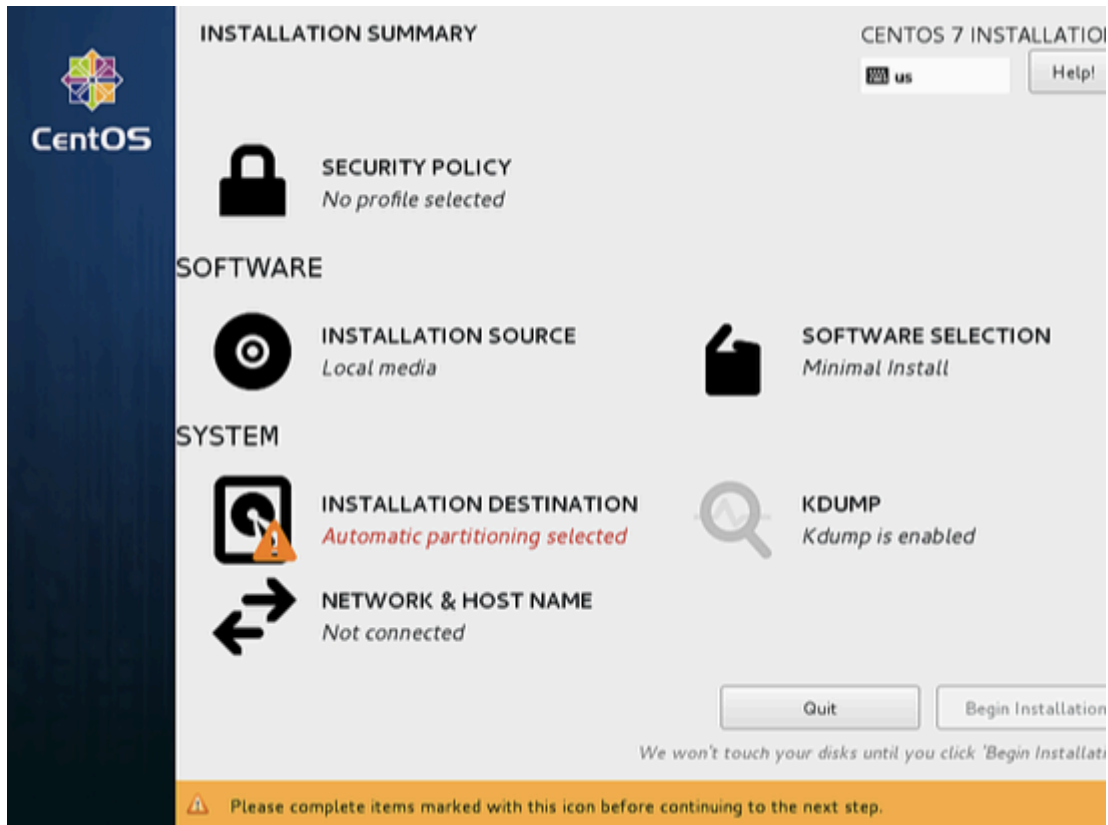 INSTALLATION SUMMARY
CENTOS 7 INSTALLATION
us
Help!
CentOS
SECURITY POLICY
No profile selected
SOFTWARE
INSTALLATION SOURCE
Local media
SOFTWARE SELECTION
Minimal Install
SYSTEM
INSTALLATION DESTINATION
Automatic partitioning selected
KDUMP
Kdump is enabled
NETWORK & HOST NAME
Not connected
Quit
Begin Installation
We won't touch your disks until you click 'Begin Installati
Please complete items marked with this icon before continuing to the next step.